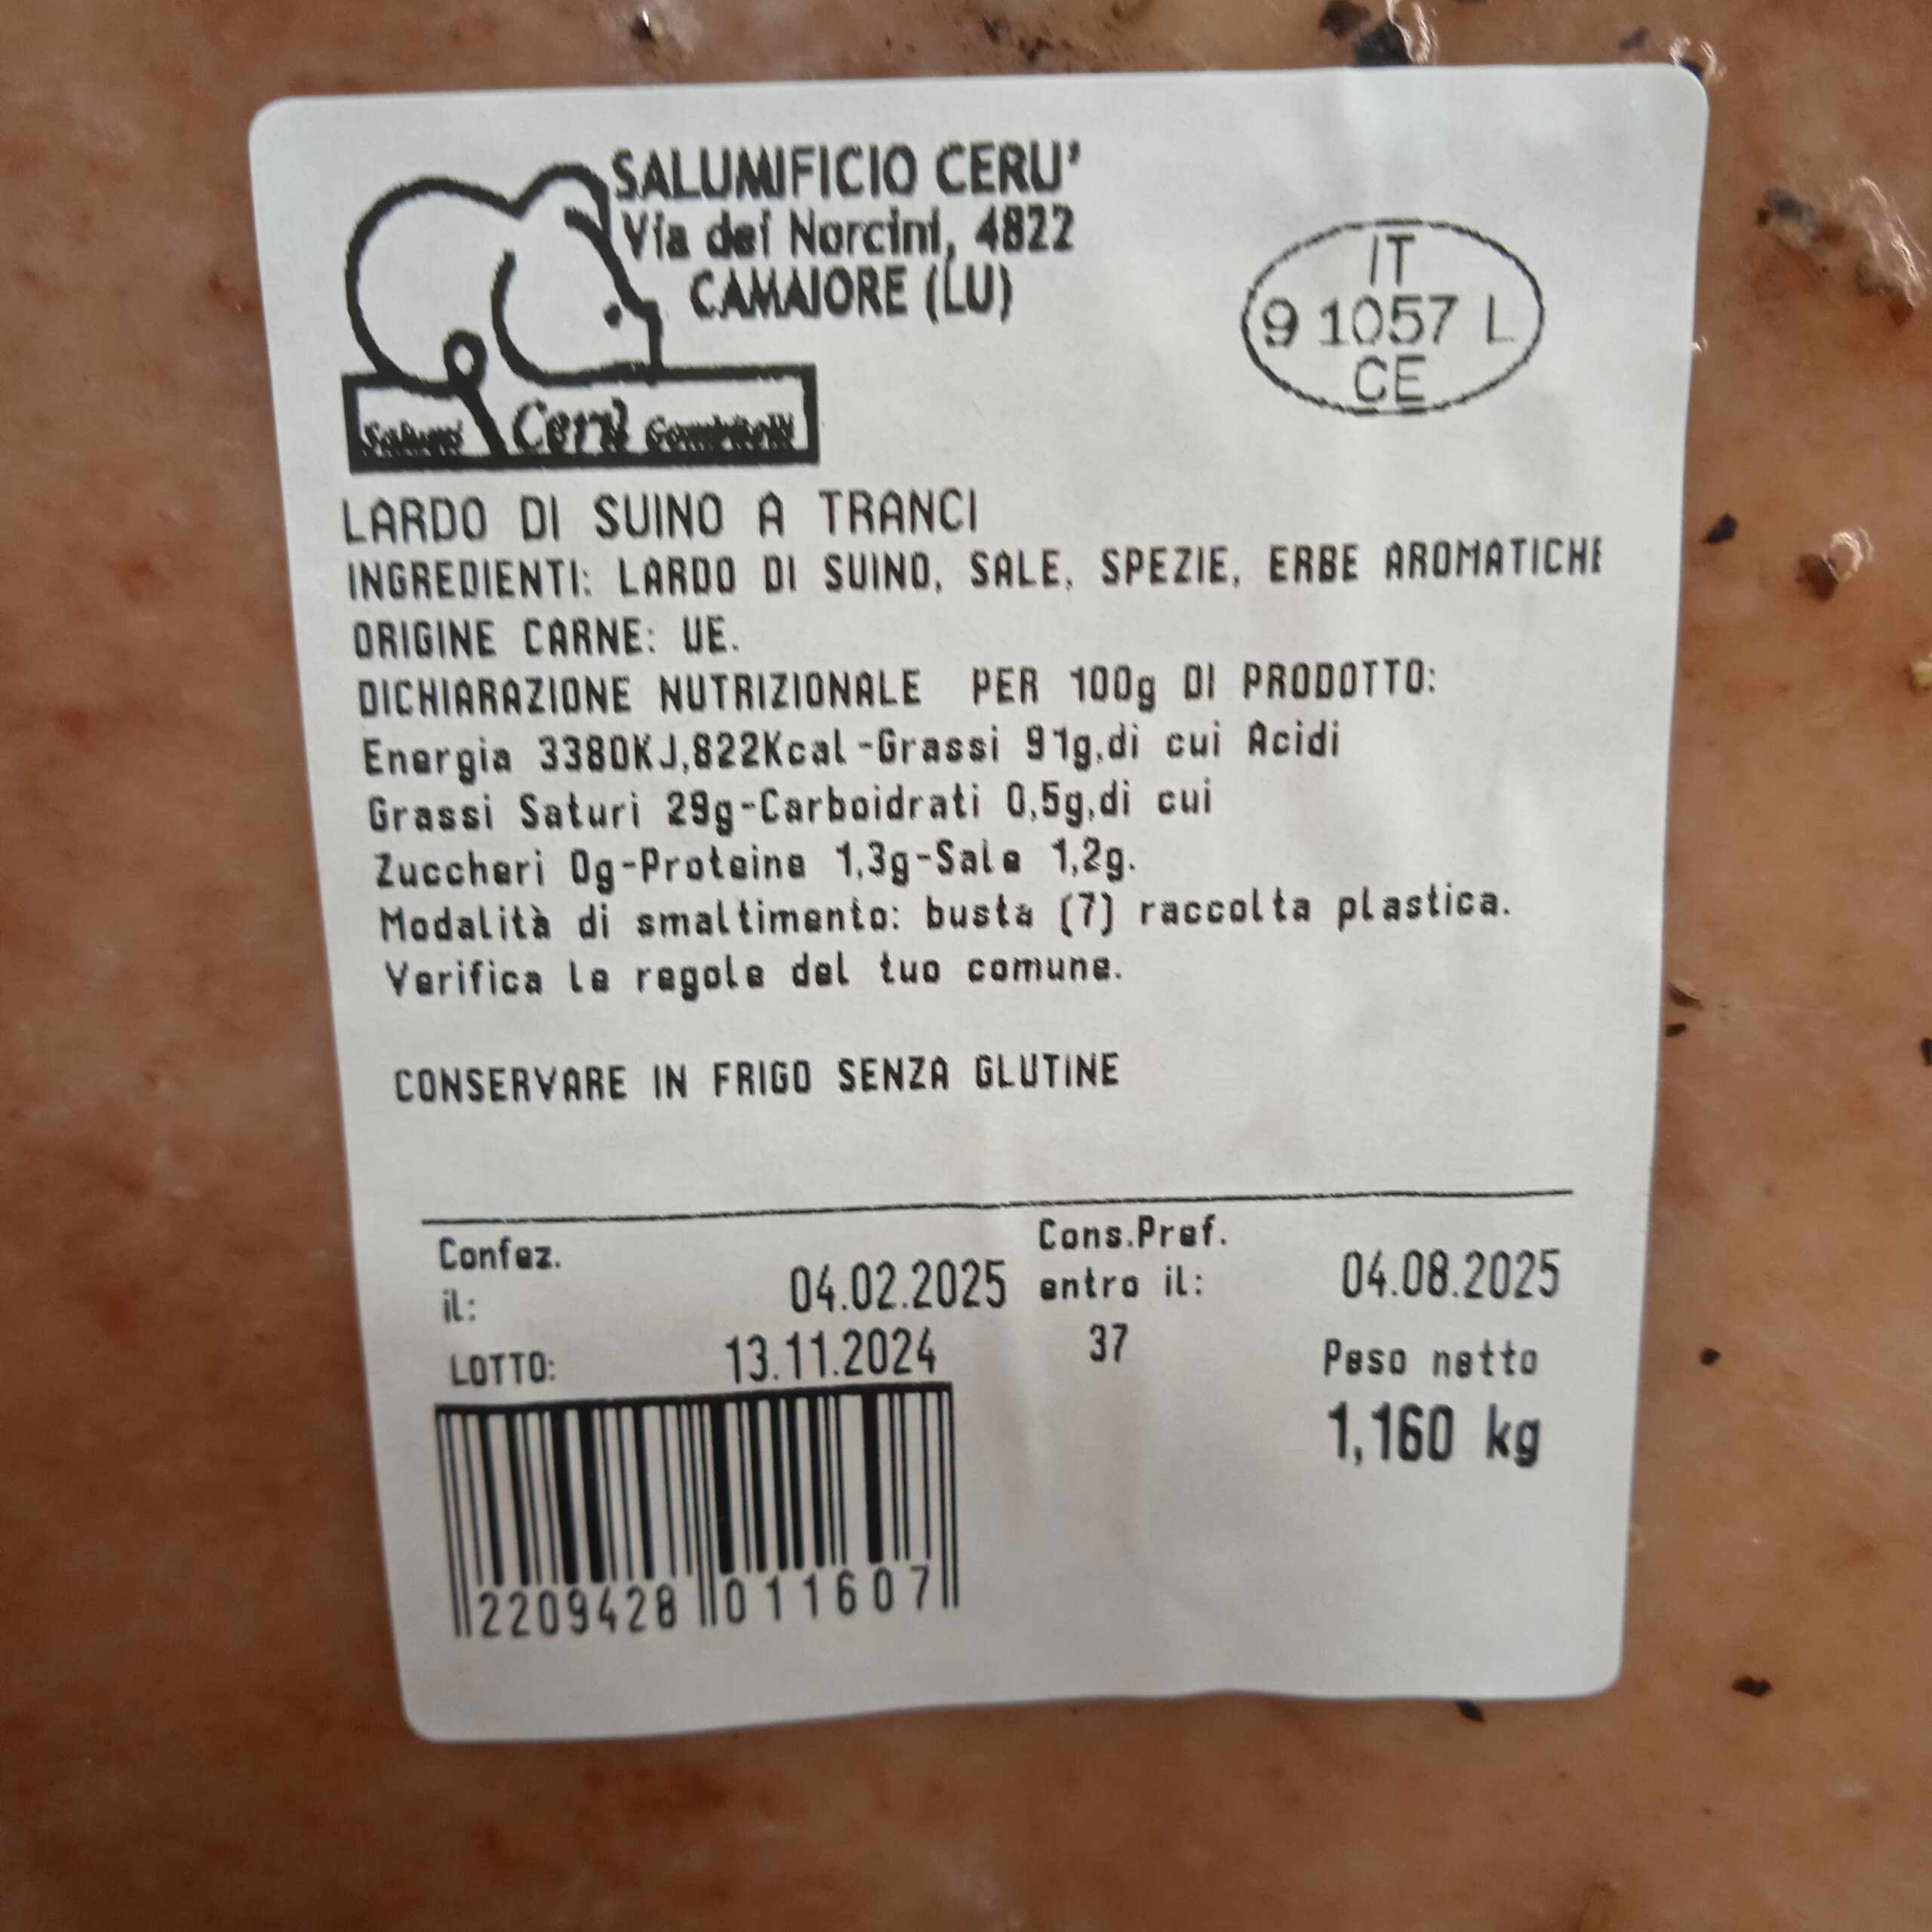 SALUMIFICIO CERU'
Via dei Norcini, 4822
CAMAIORE (LU)
IT
9 1057 L
CE
Salumi Cerù Gombitelli
LARDO DI SUINO A TRANCI
INGREDIENTI: LARDO DI SUINO, SALE, SPEZIE, ERBE AROMATICHE
ORIGINE CARNE: UE.
DICHIARAZIONE NUTRIZIONALE PER 100g DI PRODOTTO:
Energia 3380KJ,822Kcal-Grassi 91g,di cui Acidi
Grassi Saturi 29g-Carboidrati 0,5g,di cui
Zuccheri 0g-Proteine 1,3g-Sale 1,2g.
Modalità di smaltimento: busta (7) raccolta plastica.
Verifica le regole del tuo comune.
CONSERVARE IN FRIGO SENZA GLUTINE
Confez. il: 04.02.2025
Cons.Pref. entro il: 04.08.2025
LOTTO: 13.11.2024 37
Peso netto
1,160 kg
2209428 011607